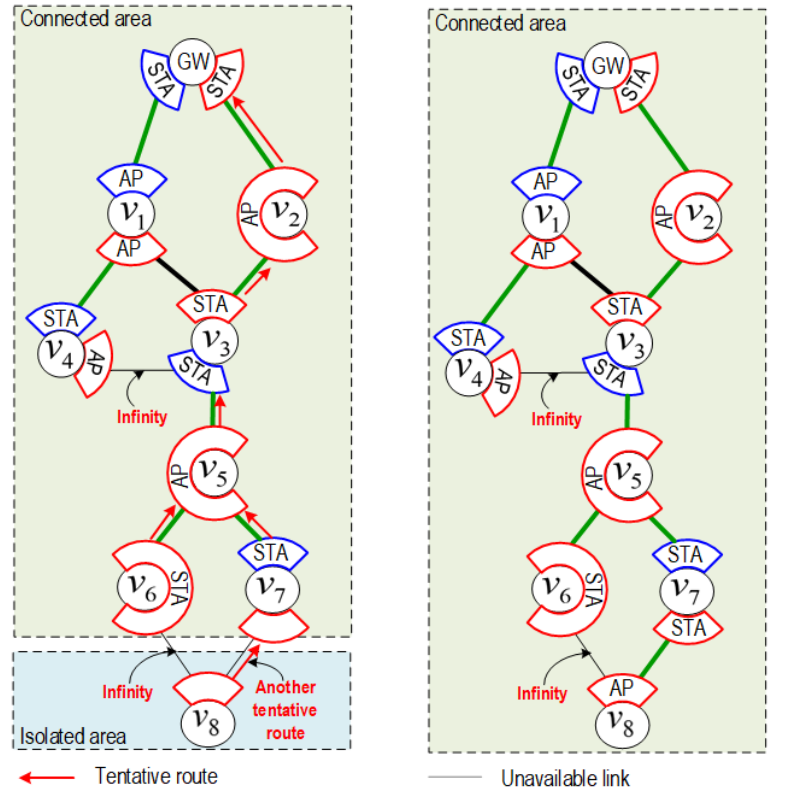 Connected area
GW
STA
STA
AP
v1
AP
AP
v2
STA
v3
STA
STA
v4
AP
Infinity
AP
v5
v6
STA
STA
v7
Infinity
Another
tentative
route
v8
Isolated area
Tentative route
Connected area
GW
STA
STA
AP
v1
AP
AP
v2
STA
v3
STA
STA
v4
AP
Infinity
AP
v5
v6
STA
STA
v7
STA
Infinity
AP
v8
Unavailable link